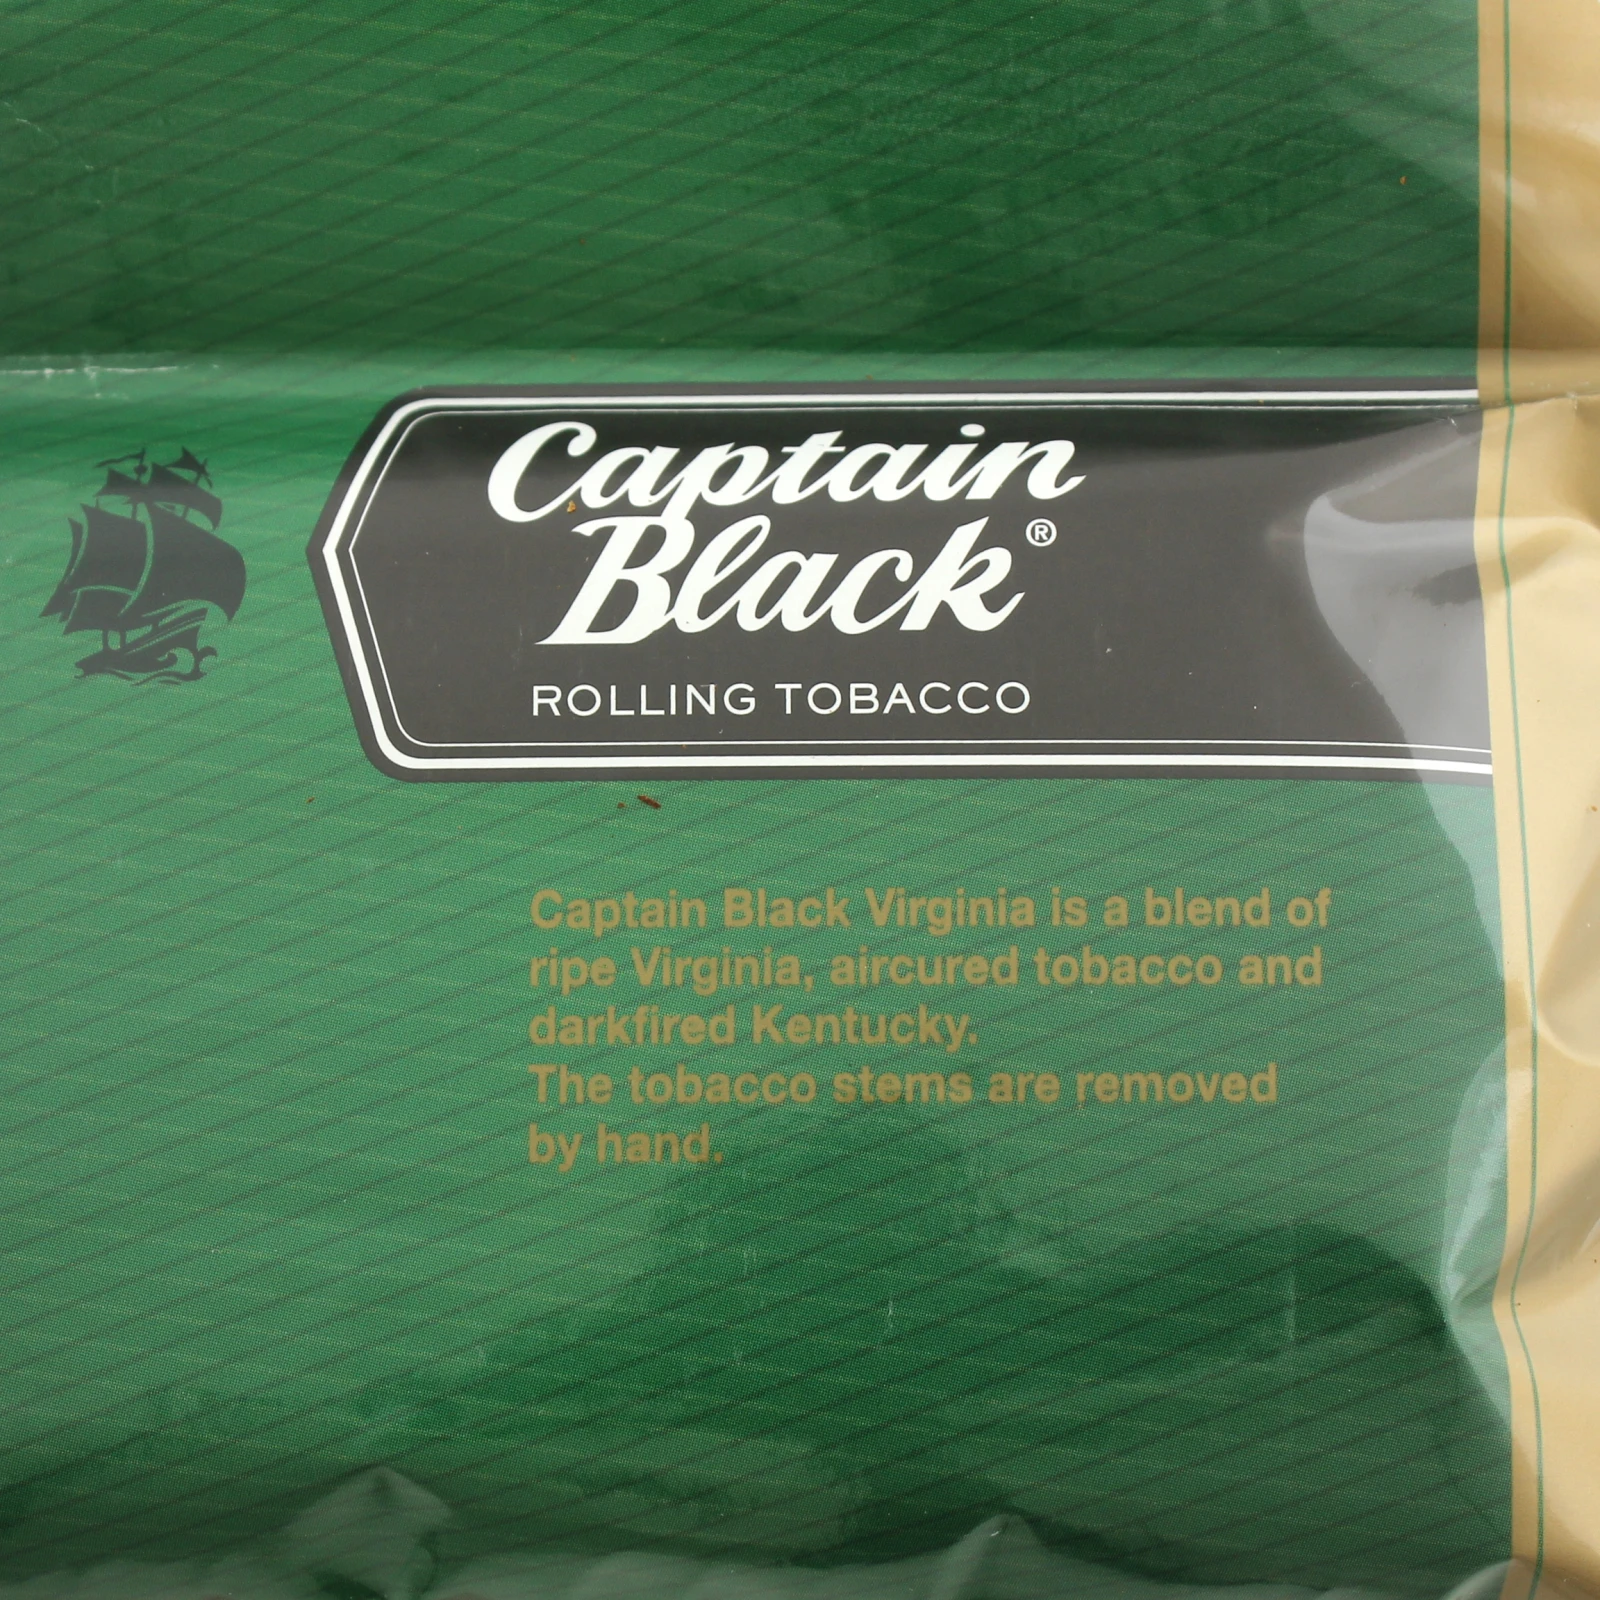 Captain
Black®
ROLLING TOBACCO
Captain Black Virginia is a blend of
ripe Virginia, aircured tobacco and
darkfired Kentucky.
The tobacco stems are removed
by hand.